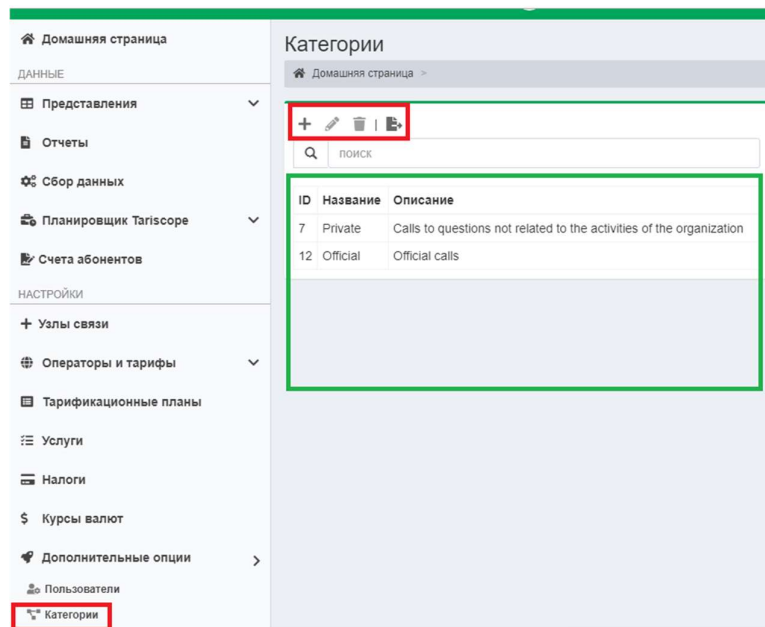 Домашняя страница
ДАННЫЕ
Представления
Отчеты
Сбор данных
Планировщик Tariscope
Счета абонентов
НАСТРОЙКИ
Узлы связи
Операторы и тарифы
Тарификационные планы
Услуги
Налоги
$ Курсы валют
Дополнительные опции
Пользователи
Категории
Категории
Домашняя страница >
поиск
ID Название Описание
7 Private Calls to questions not related to the activities of the organization
12 Official Official calls